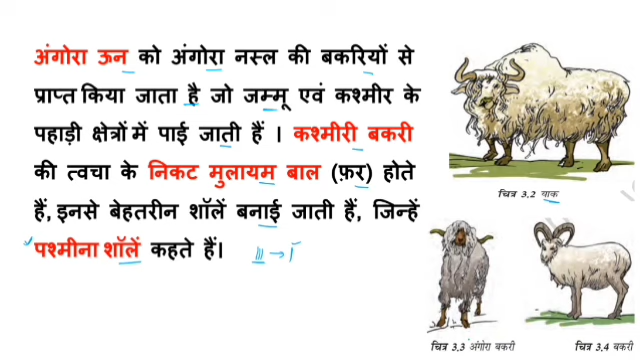 अंगोरा ऊन को अंगोरा नस्ल की बकरियों से
प्राप्त किया जाता है जो जम्मू एवं कश्मीर के
पहाड़ी क्षेत्रों में पाई जाती हैं । कश्मीरी बकरी
की त्वचा के निकट मुलायम बाल (फ़र) होते
हैं, इनसे बेहतरीन शॉलें बनाई जाती हैं, जिन्हें
पश्मीना शॉलें कहते हैं।
चित्र 3.2 याक
चित्र 3.3 अंगोरा बकरी
चित्र 3.4 बकरी